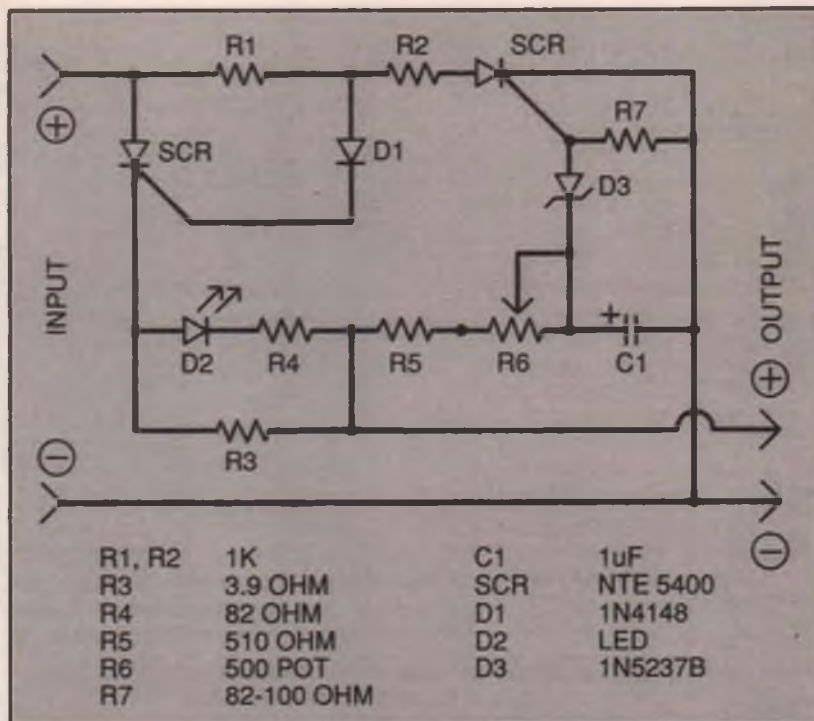 R1
R2
SCR
R7
SCR
D1
D3
INPUT
OUTPUT
+
D2
R4
R5
R6
C1
R3
R1, R2 1K
R3 3.9 OHM
R4 82 OHM
R5 510 OHM
R6 500 POT
R7 82-100 OHM
C1 1uF
SCR NTE 5400
D1 1N4148
D2 LED
D3 1N5237B